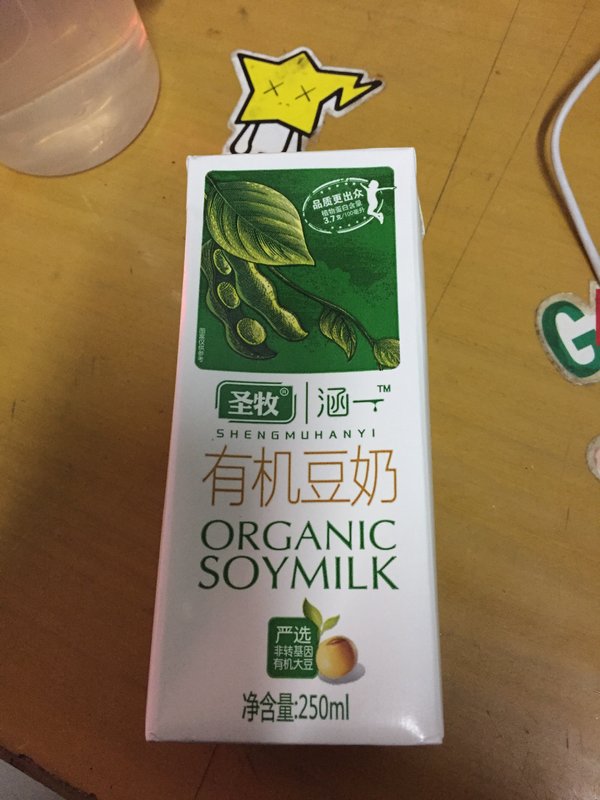 品质更出众
植物蛋白含量
3.7克/100毫升
图案仅供参考
圣牧® 涵一™
SHENGMUHANYI
有机豆奶
ORGANIC
SOYMILK
严选
非转基因
有机大豆
净含量:250ml
G